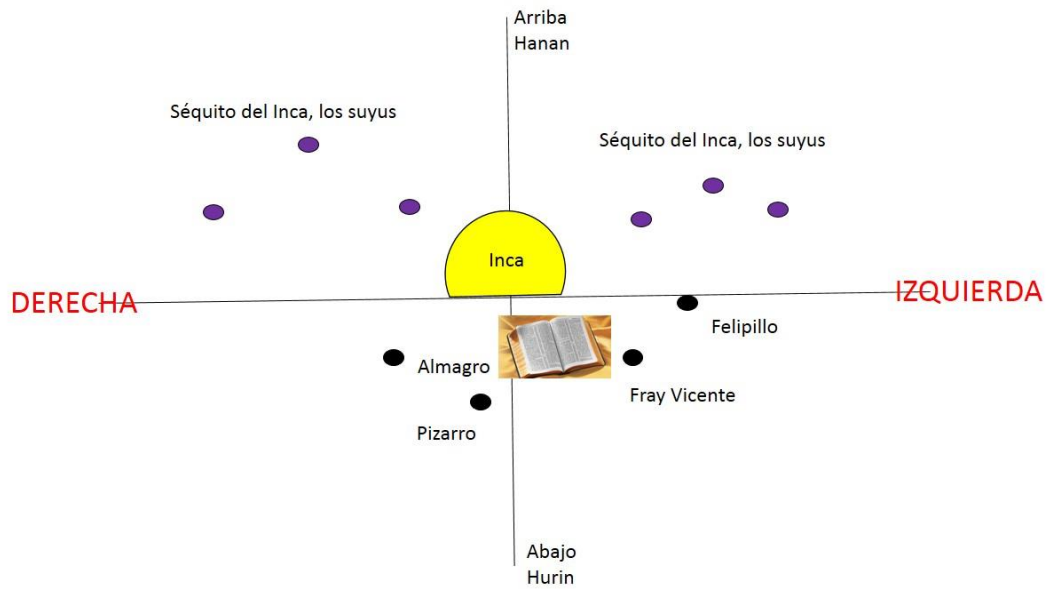 Arriba
Hanan
Séquito del Inca, los suyus
Séquito del Inca, los suyus
Inca
DERECHA
IZQUIERDA
Felipillo
Almagro
Fray Vicente
Pizarro
Abajo
Hurin